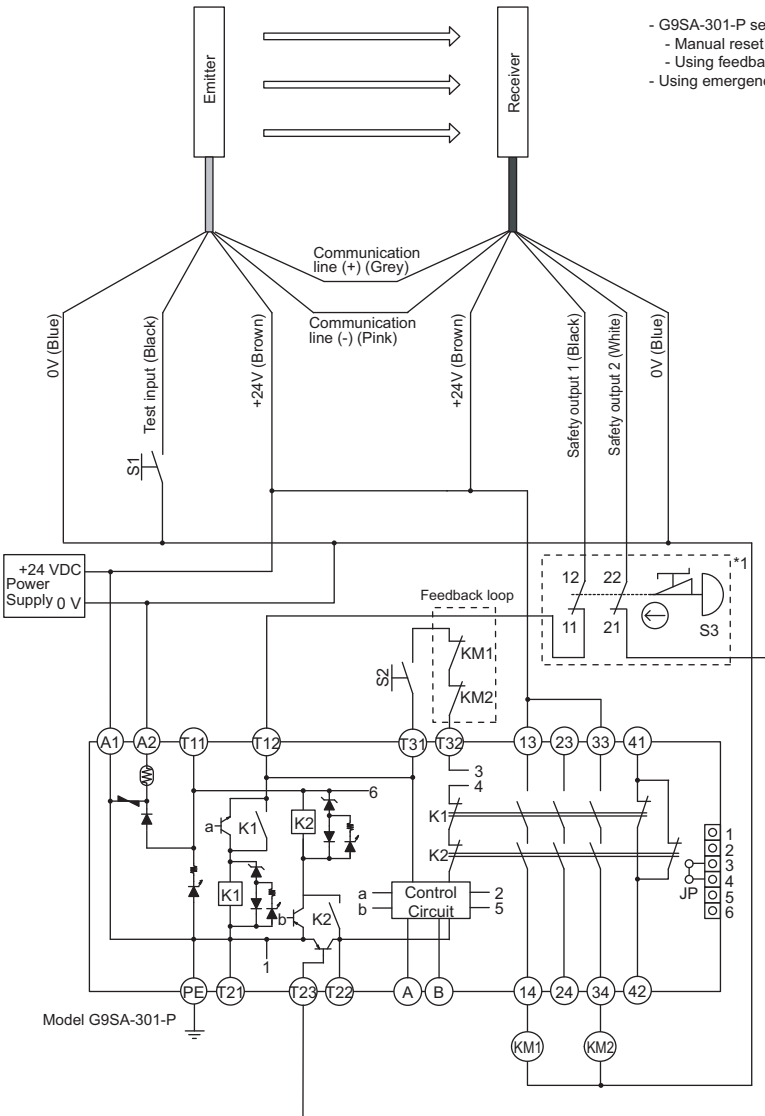 - G9SA-301-P se
- Manual reset
- Using feedba
- Using emergen
Emitter
Receiver
Communication
line (+) (Grey)
Communication
line (-) (Pink)
0V (Blue)
Test input (Black)
+24V (Brown)
+24V (Brown)
Safety output 1 (Black)
Safety output 2 (White)
0V (Blue)
S1
+24 VDC
Power
Supply 0 V
Feedback loop
12
22
*1
11
21
S3
S2
KM1
KM2
A1
A2
T11
T12
T31
T32
13
23
33
41
3
4
6
a
K1
K2
K1
K2
K1
b
K2
a
b
Control
Circuit
2
5
1
1
2
3
4
5
6
JP
PE
T21
T23
T22
A
B
14
24
34
42
Model G9SA-301-P
KM1
KM2